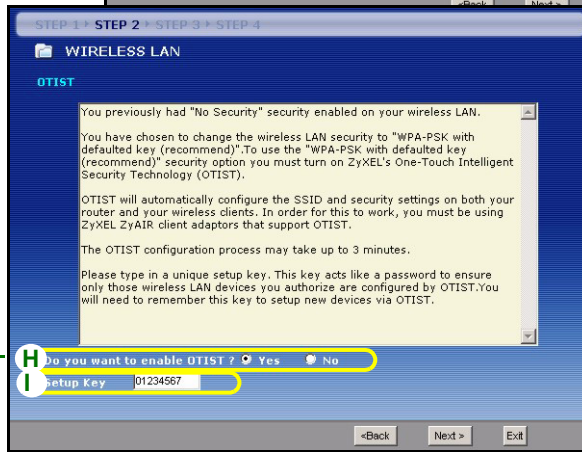 «Back Next »
STEP 1 › STEP 2 › STEP 3 › STEP 4
WIRELESS LAN
OTIST
You previously had "No Security" security enabled on your wireless LAN.
You have chosen to change the wireless LAN security to "WPA-PSK with
defaulted key (recommend)".To use the "WPA-PSK with defaulted key
(recommend)" security option you must turn on ZyXEL's One-Touch Intelligent
Security Technology (OTIST).
OTIST will automatically configure the SSID and security settings on both your
router and your wireless clients. In order for this to work, you must be using
ZyXEL ZyAIR client adaptors that support OTIST.
The OTIST configuration process may take up to 3 minutes.
Please type in a unique setup key. This key acts like a password to ensure
only those wireless LAN devices you authorize are configured by OTIST.You
will need to remember this key to setup new devices via OTIST.
H Do you want to enable OTIST ? Yes No
I Setup Key 01234567
«Back Next » Exit